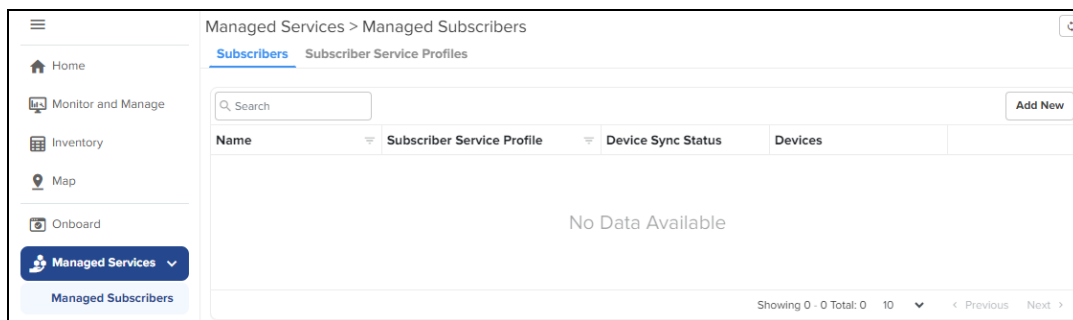 Managed Services > Managed Subscribers
Subscribers Subscriber Service Profiles
Home
Monitor and Manage
Inventory
Map
Onboard
Managed Services
Managed Subscribers
Search
Add New
Name Subscriber Service Profile Device Sync Status Devices
No Data Available
Showing 0 - 0 Total: 0 10 < Previous Next >